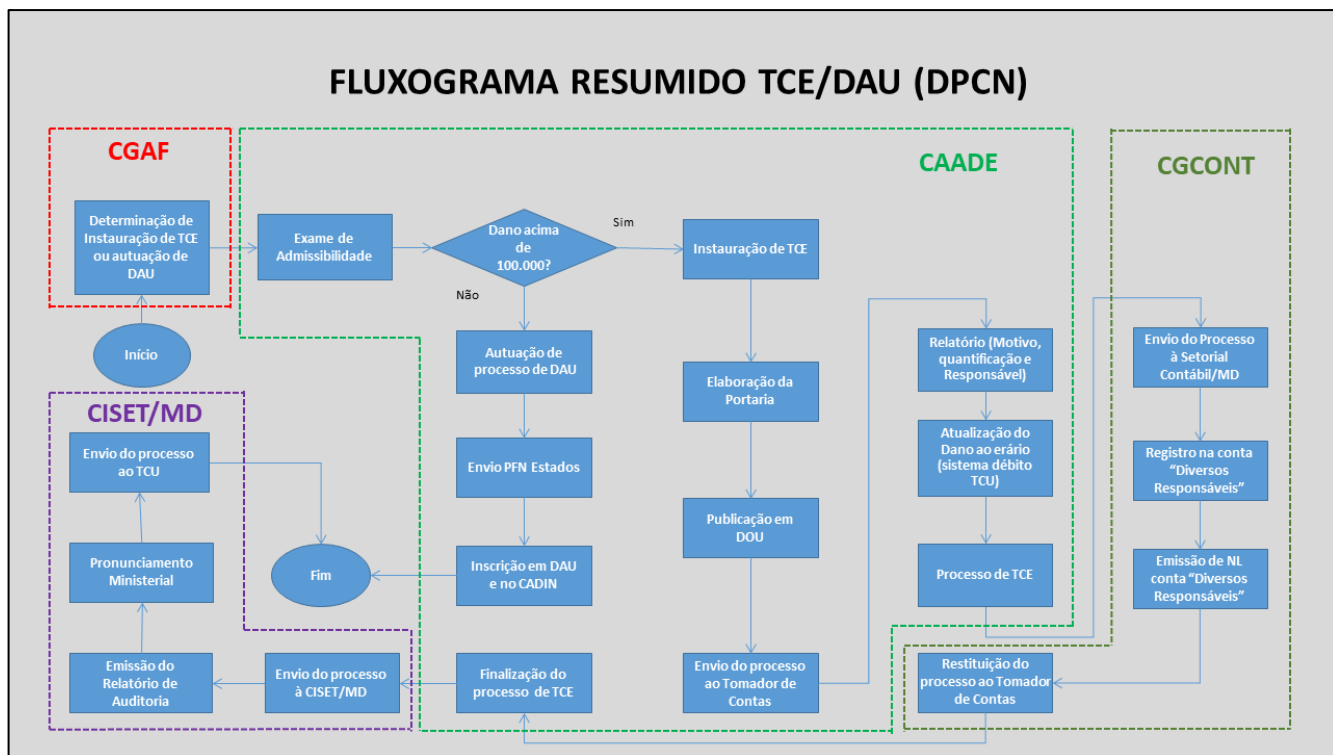 FLUXOGRAMA RESUMIDO TCE/DAU (DPCN)
CGAF
Determinação de
Instauração de TCE
ou autuação de
DAU
Início
CAADE
Exame de
Admissibilidade
Dano acima
de
100.000?
Sim
Não
Instauração de TCE
Autuação de
processo de DAU
Elaboração da
Portaria
Envio PFN Estados
Publicação em
DOU
Inscrição em DAU
e no CADIN
Fim
Envio do processo
ao Tomador de
Contas
Relatório (Motivo,
quantificação e
Responsável)
Atualização do
Dano ao erário
(sistema débito
TCU)
Processo de TCE
CGCONT
Envio do Processo
à Setorial
Contábil/MD
Registro na conta
“Diversos
Responsáveis”
Emissão de NL
conta “Diversos
Responsáveis”
Restituição do
processo ao Tomador
de Contas
Finalização do
processo de TCE
CISET/MD
Envio do processo
à CISET/MD
Emissão do
Relatório de
Auditoria
Pronunciamento
Ministerial
Envio do processo
ao TCU